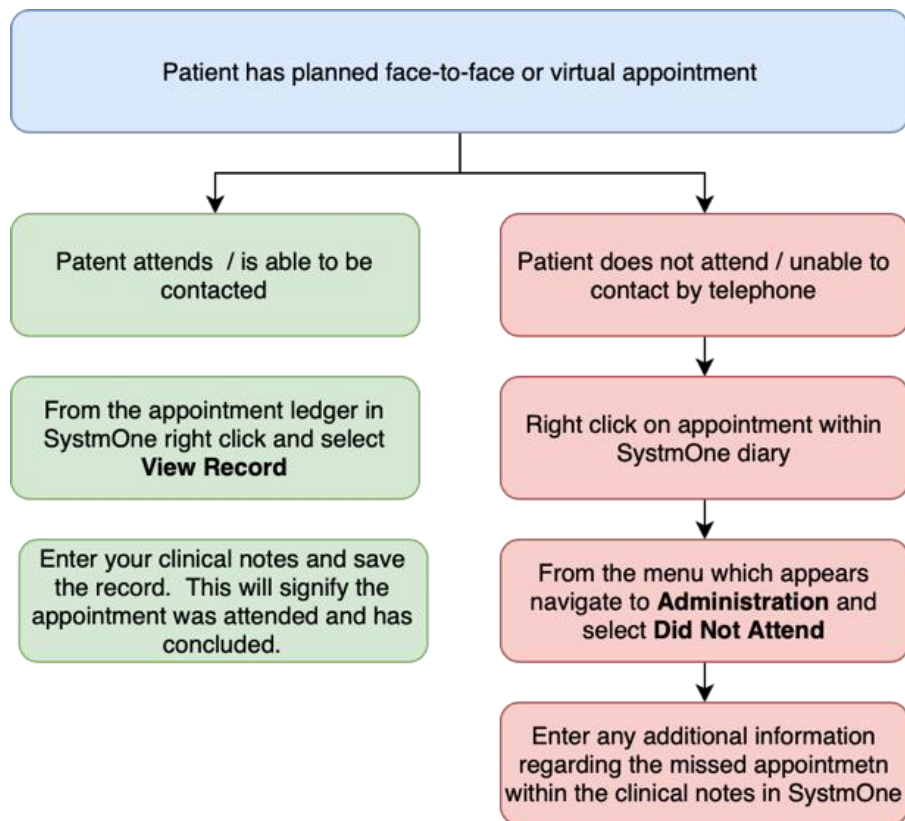 Patient has planned face-to-face or virtual appointment
Patent attends / is able to be
contacted
From the appointment ledger in
SystmOne right click and select
View Record
Enter your clinical notes and save
the record. This will signify the
appointment was attended and has
concluded.
Patient does not attend / unable to
contact by telephone
Right click on appointment within
SystmOne diary
From the menu which appears
navigate to Administration and
select Did Not Attend
Enter any additional information
regarding the missed appointmetn
within the clinical notes in SystmOne